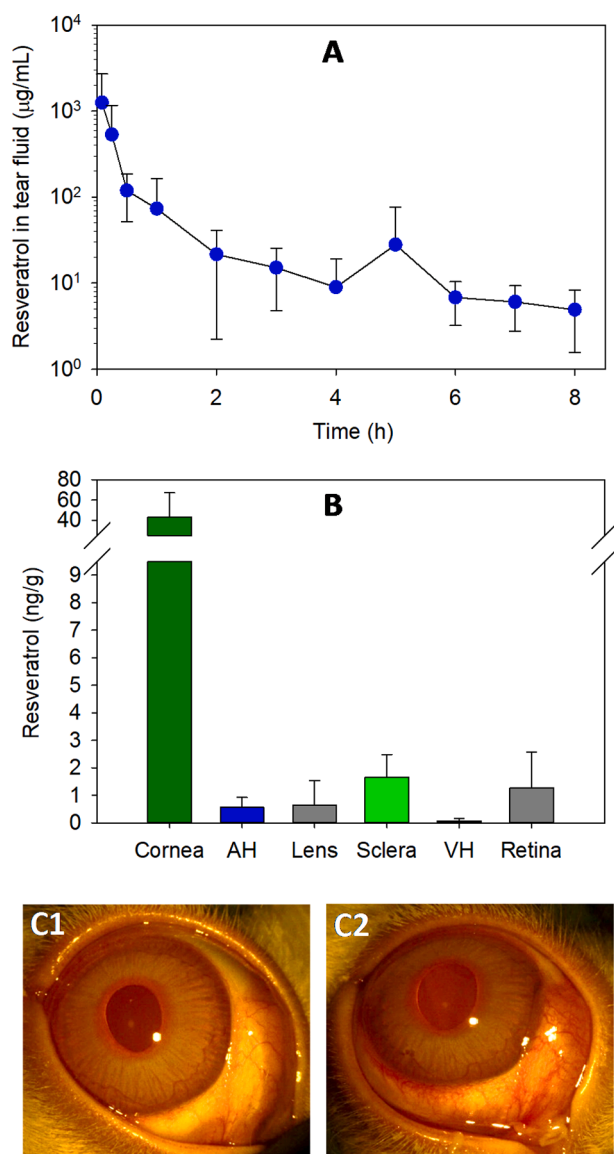 A
Resveratrol in tear fluid (µg/mL)
10⁴
10³
10²
10¹
10⁰
0 2 4 6 8
Time (h)
B
Resveratrol (ng/g)
80
60
40
9
8
7
6
5
4
3
2
1
0
Cornea AH Lens Sclera VH Retina
C1 C2